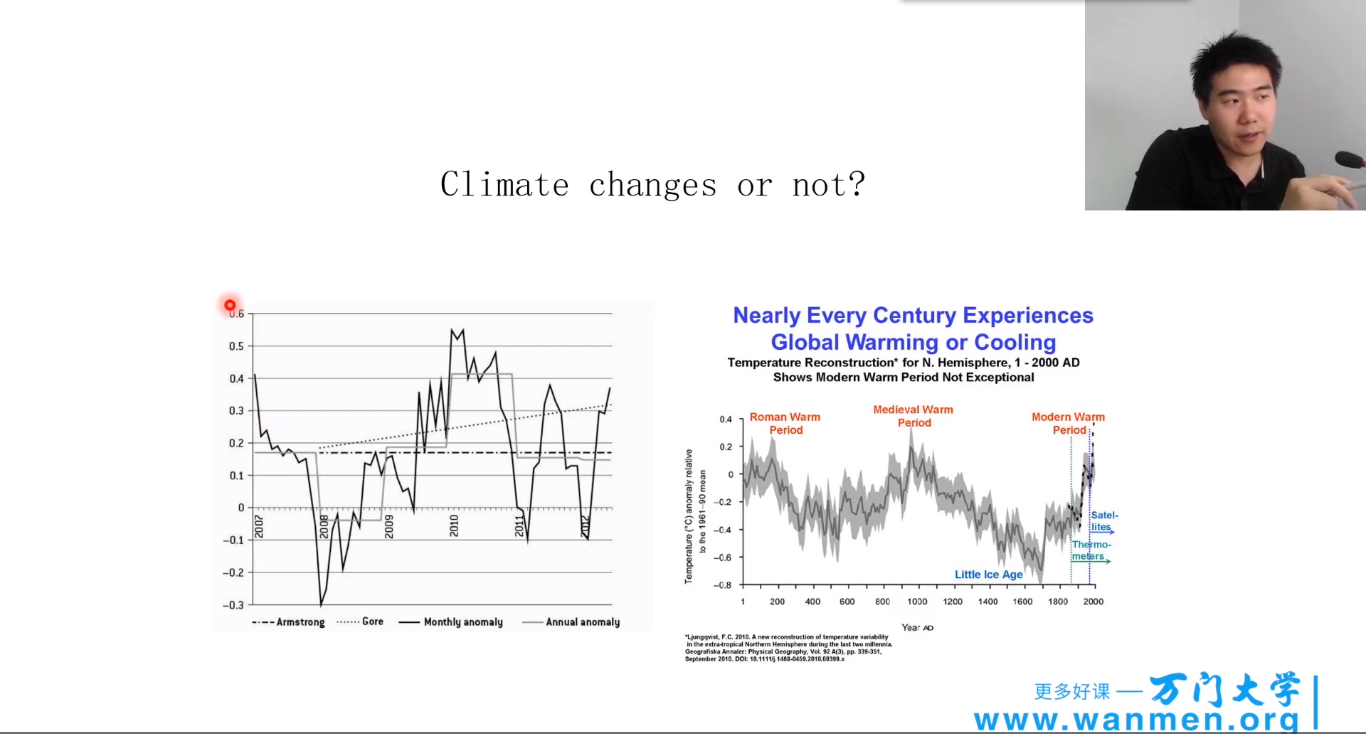 Climate changes or not?
0.6
0.5
0.4
0.3
0.2
0.1
0
-0.1
-0.2
-0.3
2007
2008
2009
2010
2011
2012
Armstrong
Gore
Monthly anomaly
Annual anomaly
Nearly Every Century Experiences
Global Warming or Cooling
Temperature Reconstruction* for N. Hemisphere, 1 - 2000 AD
Shows Modern Warm Period Not Exceptional
Roman Warm
Period
Medieval Warm
Period
Modern Warm
Period
0.4
0.2
0
-0.2
-0.4
-0.6
-0.8
Temperature (°C) anomaly relative
to the 1961–90 mean
Satel-
lites
Thermo-
meters
Little Ice Age
1
200
400
600
800
1000
1200
1400
1600
1800
2000
Year AD
*Ljungqvist, F.C. 2010. A new reconstruction of temperature variability
in the extra-tropical Northern Hemisphere during the last two millennia.
Geografiska Annaler: Physical Geography, Vol. 92 A(3), pp. 339-351,
September 2010. DOI: 10.1111/j.1468-0459.2010.00399.x
更多好课 — 万门大学
www.wanmen.org